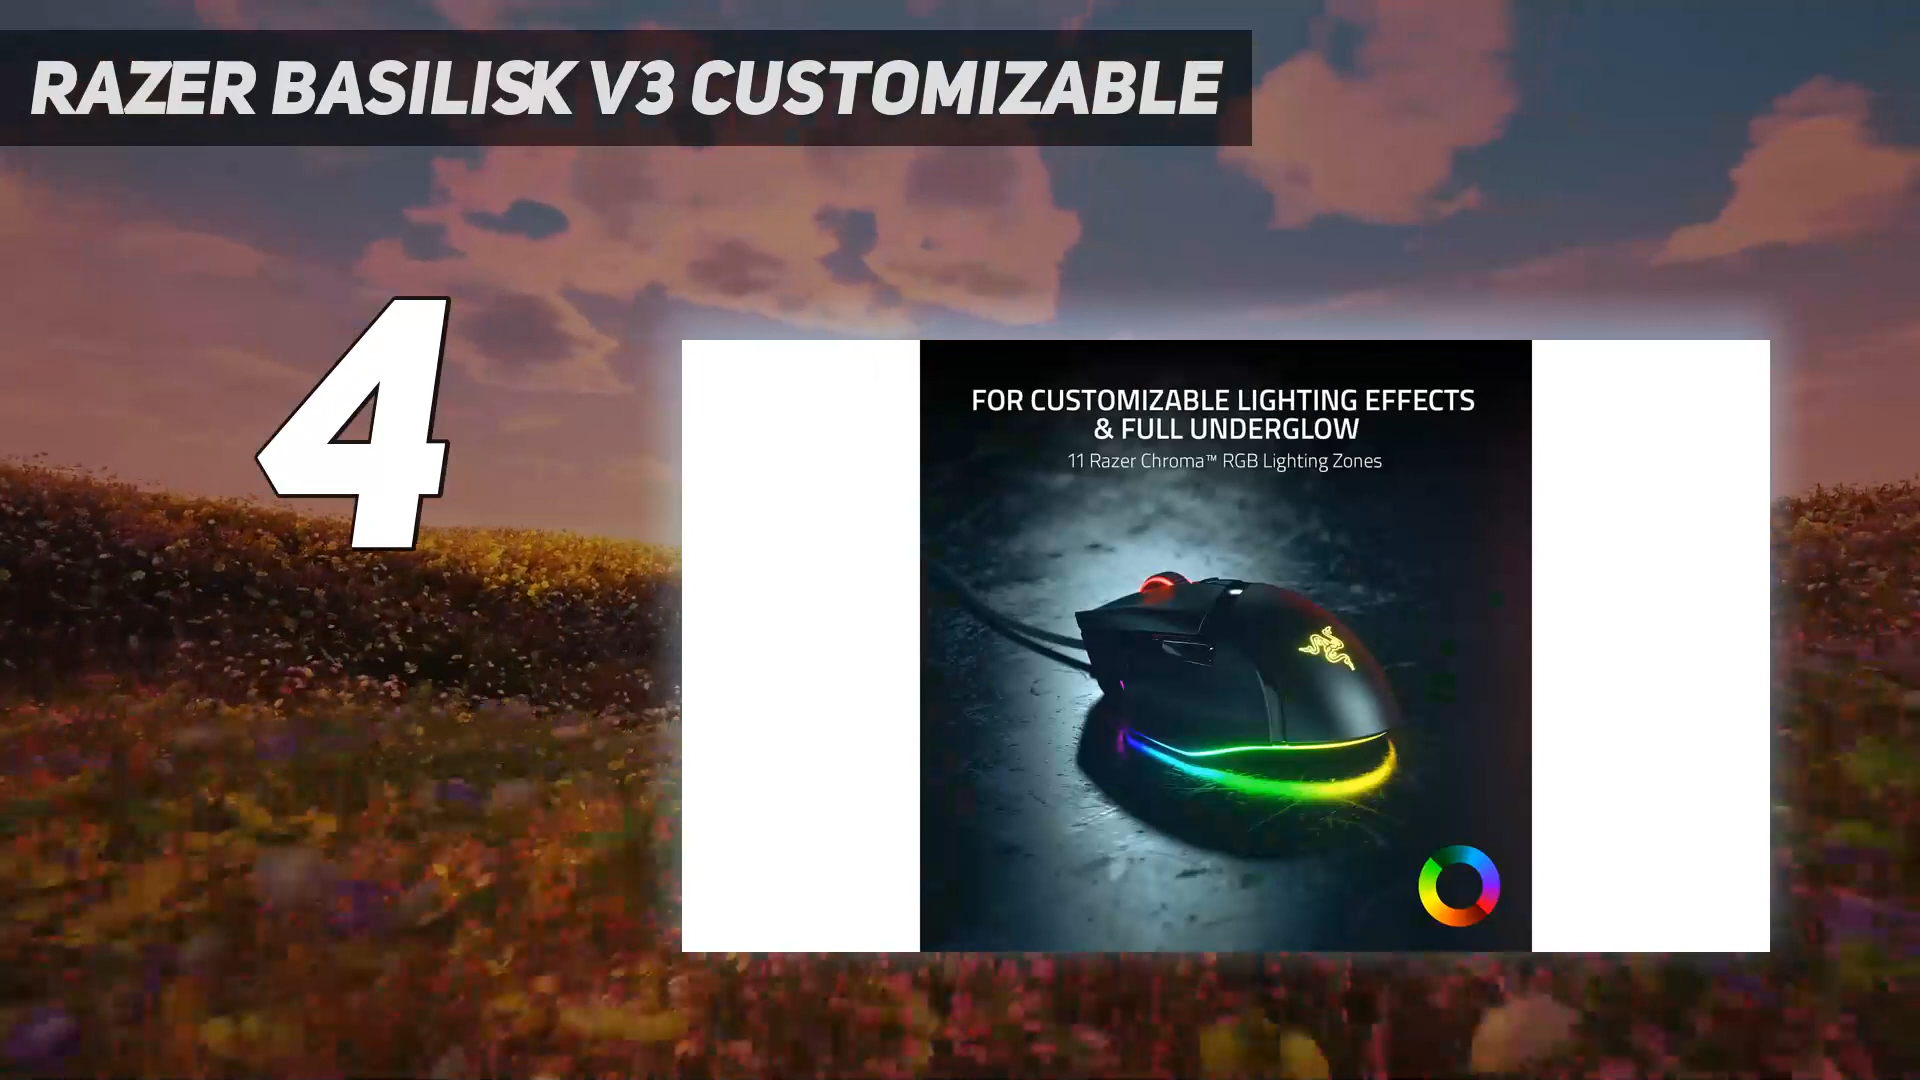 RAZER BASILISK V3 CUSTOMIZABLE
4
FOR CUSTOMIZABLE LIGHTING EFFECTS
& FULL UNDERGLOW
11 Razer Chroma™ RGB Lighting Zones